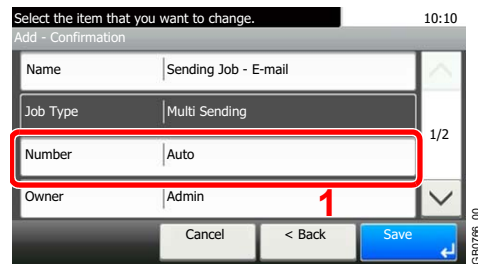 Select the item that you want to change. 10:10
Add - Confirmation
Name Sending Job - E-mail
Job Type Multi Sending
1/2
Number Auto
Owner Admin
1
Cancel < Back Save
GB0766_00